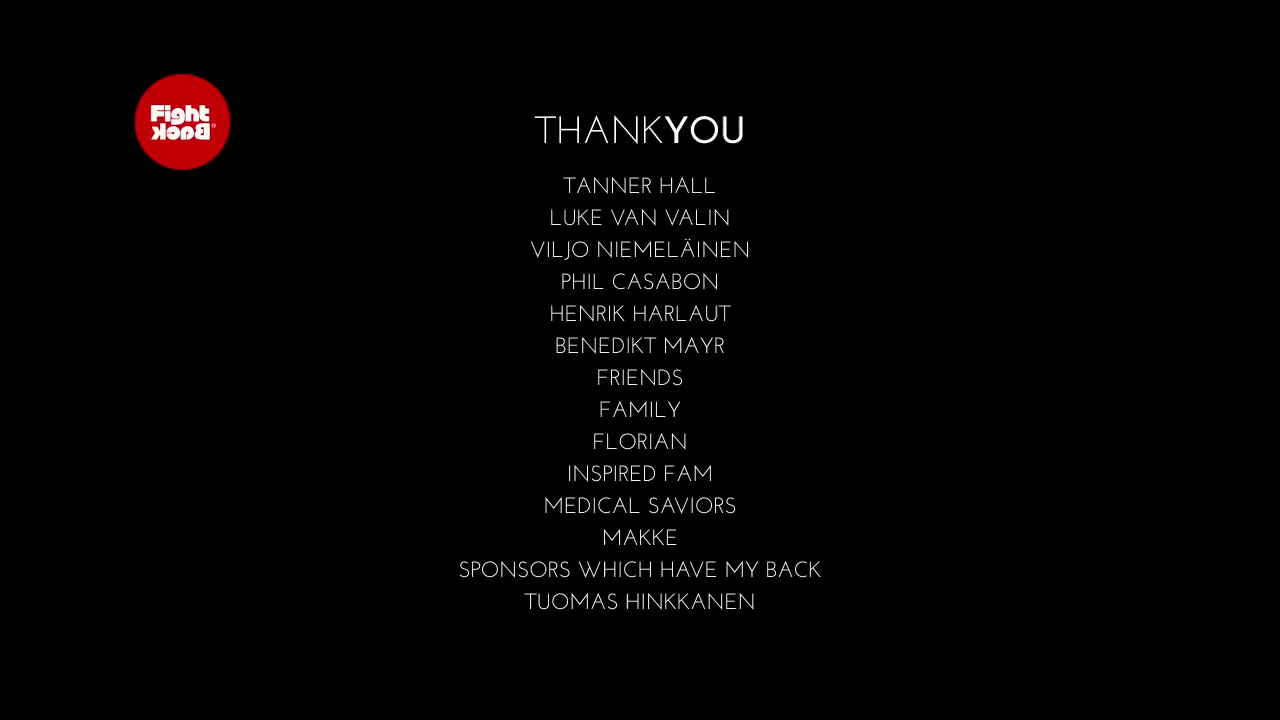 Fight
Back®
THANKYOU
TANNER HALL
LUKE VAN VALIN
VILJO NIEMELÄINEN
PHIL CASABON
HENRIK HARLAUT
BENEDIKT MAYR
FRIENDS
FAMILY
FLORIAN
INSPIRED FAM
MEDICAL SAVIORS
MAKKE
SPONSORS WHICH HAVE MY BACK
TUOMAS HINKKANEN